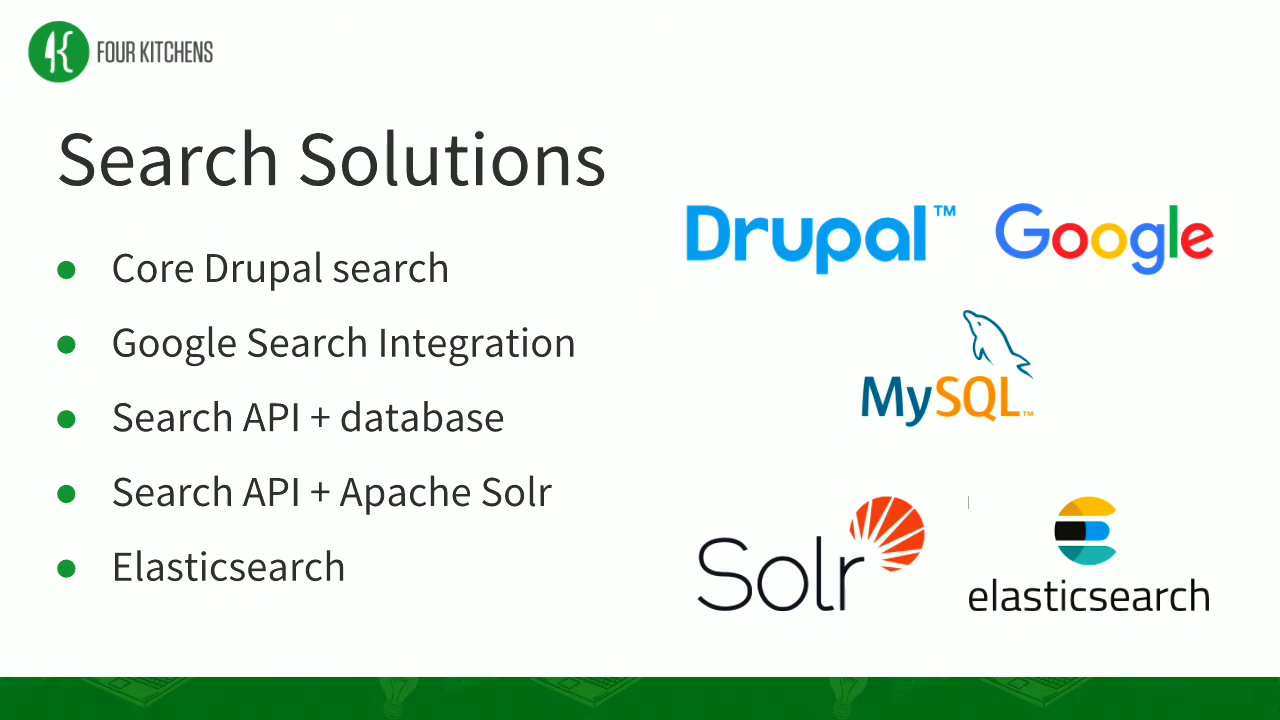 FOUR KITCHENS
Search Solutions
Core Drupal search
Google Search Integration
Search API + database
Search API + Apache Solr
Elasticsearch
Drupal™ Google
MySQL™
Solr elasticsearch